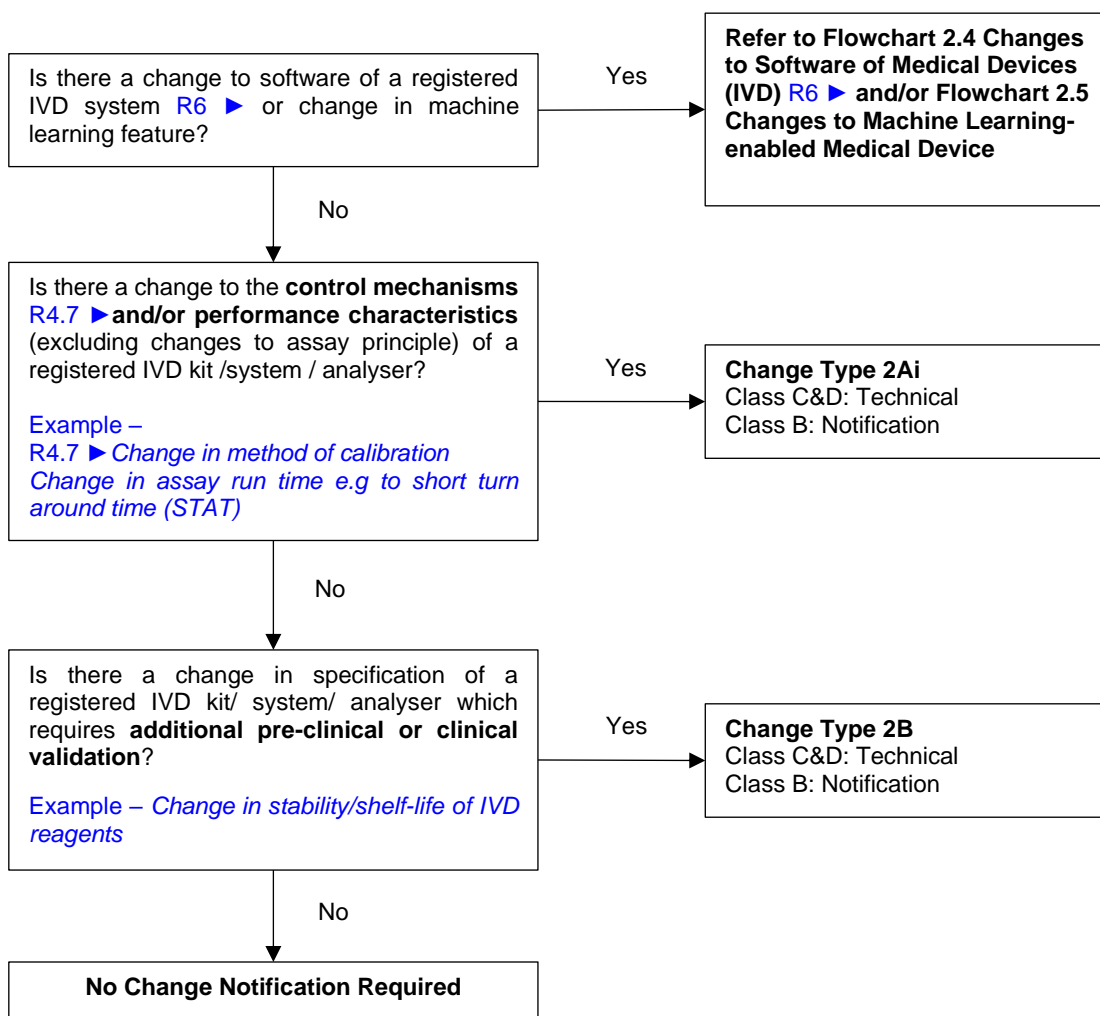 Is there a change to software of a registered
IVD system R6 ► or change in machine
learning feature?
Yes
Refer to Flowchart 2.4 Changes
to Software of Medical Devices
(IVD) R6 ► and/or Flowchart 2.5
Changes to Machine Learning-
enabled Medical Device
No
Is there a change to the control mechanisms
R4.7 ►and/or performance characteristics
(excluding changes to assay principle) of a
registered IVD kit /system / analyser?
Example –
R4.7 ►Change in method of calibration
Change in assay run time e.g to short turn
around time (STAT)
Yes
Change Type 2Ai
Class C&D: Technical
Class B: Notification
No
Is there a change in specification of a
registered IVD kit/ system/ analyser which
requires additional pre-clinical or clinical
validation?
Example – Change in stability/shelf-life of IVD
reagents
Yes
Change Type 2B
Class C&D: Technical
Class B: Notification
No
No Change Notification Required